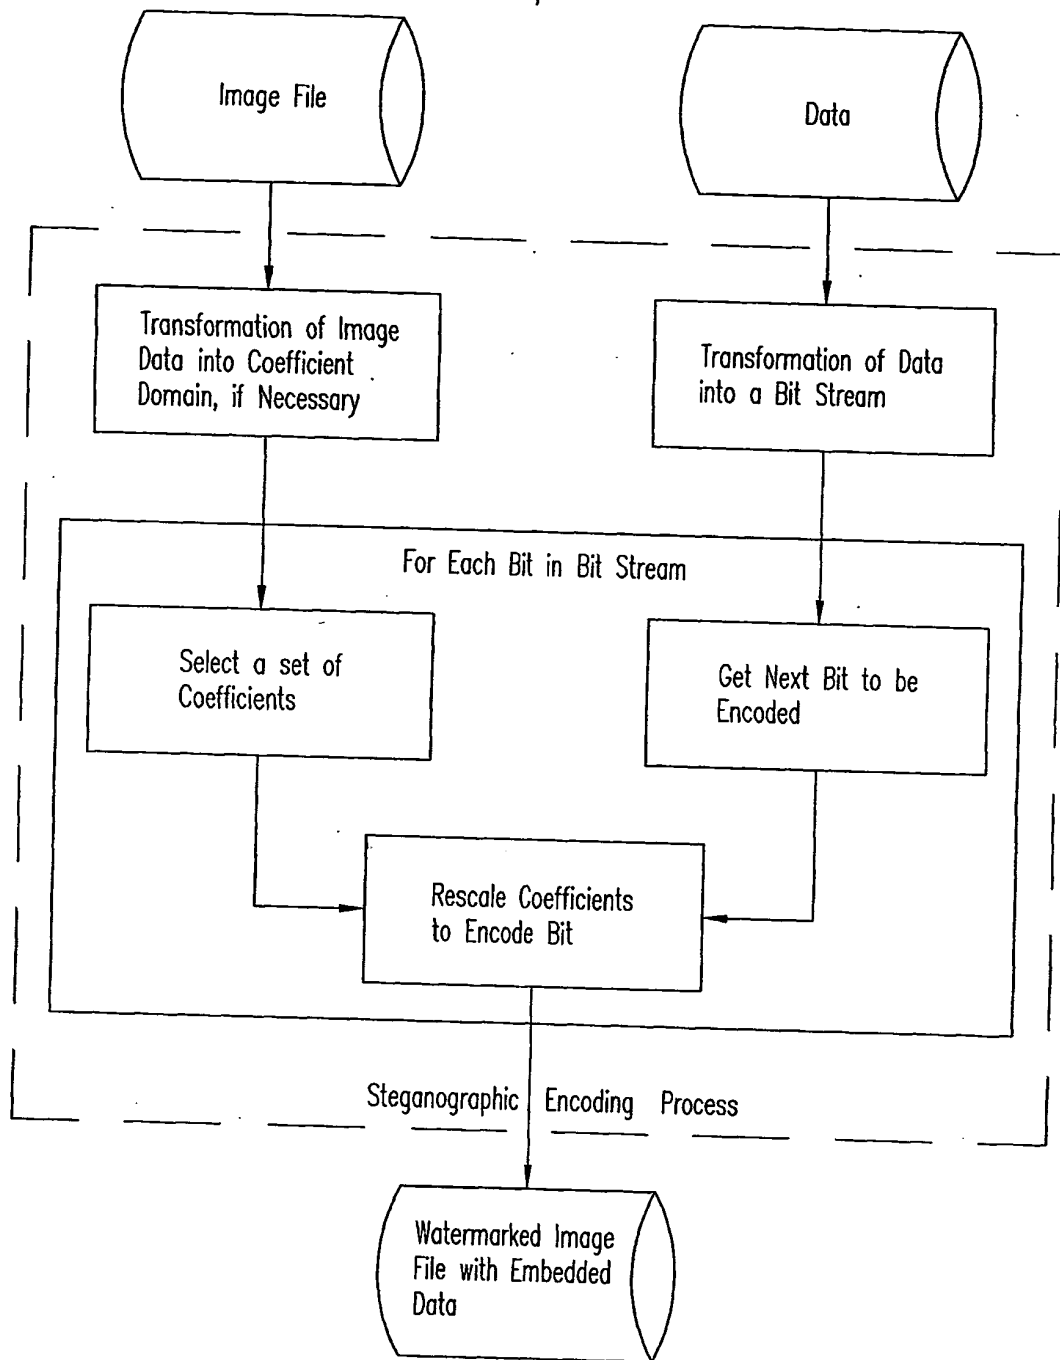 Image File
Data
Transformation of Image
Data into Coefficient
Domain, if Necessary
Transformation of Data
into a Bit Stream
For Each Bit in Bit Stream
Select a set of
Coefficients
Get Next Bit to be
Encoded
Rescale Coefficients
to Encode Bit
Steganographic Encoding Process
Watermarked Image
File with Embedded
Data